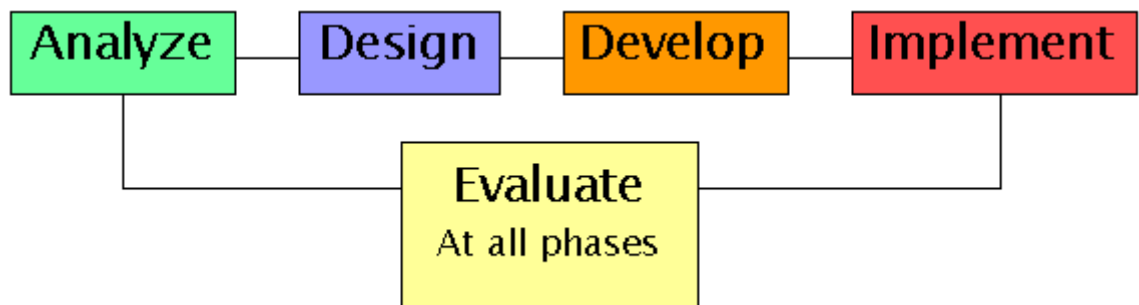 Analyze
Design
Develop
Implement
Evaluate
At all phases